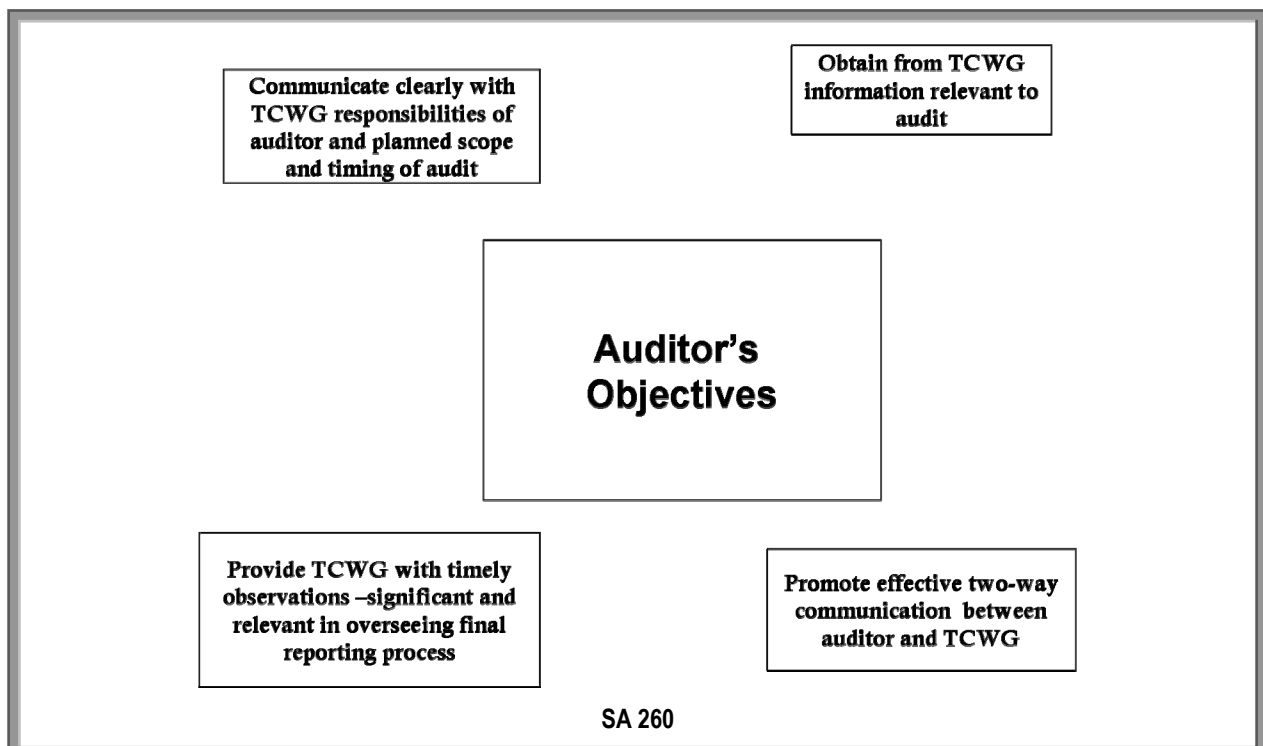 Communicate clearly with
TCWG responsibilities of
auditor and planned scope
and timing of audit
Obtain from TCWG
information relevant to
audit
Auditor's
Objectives
Provide TCWG with timely
observations –significant and
relevant in overseeing final
reporting process
Promote effective two-way
communication between
auditor and TCWG
SA 260